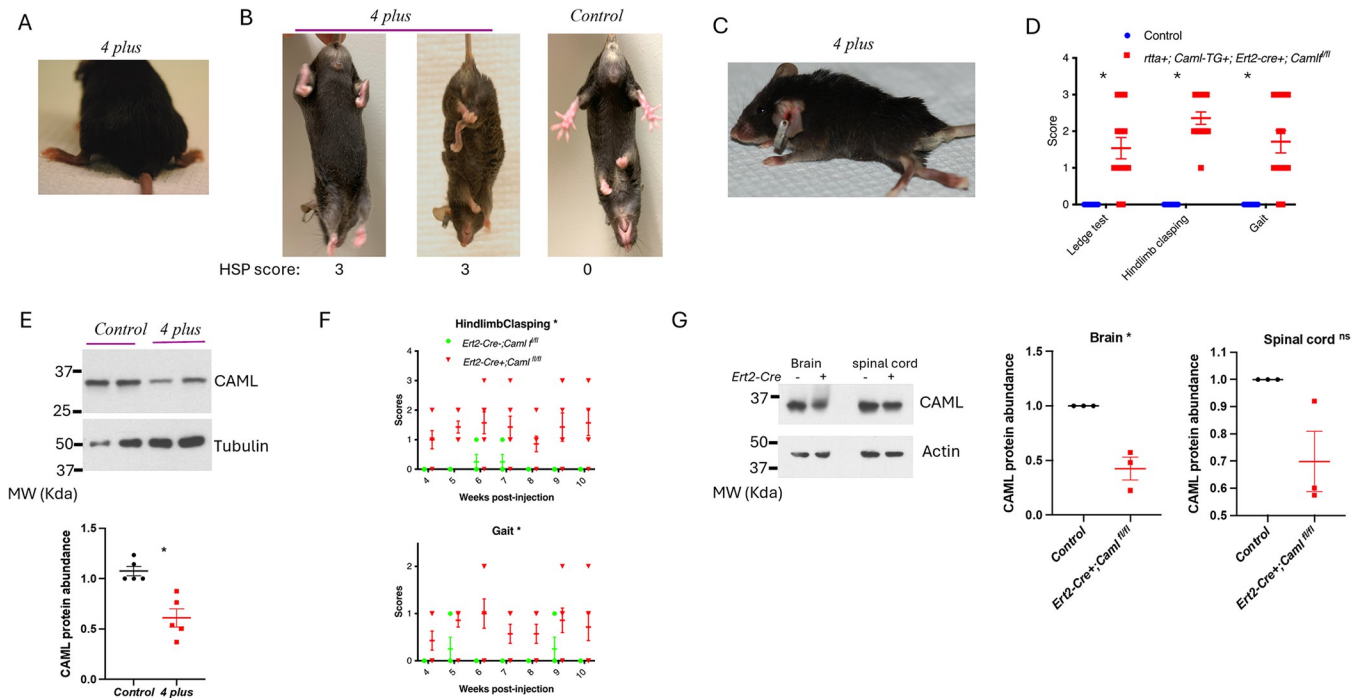 A
4 plus
B
4 plus
Control
HSP score:
3
3
0
C
4 plus
D
Control
rtta+; Caml-TG+; Ert2-cre+; Camlf^fl/fl
4
3
2
1
0
Score
*
*
*
Ledge test
Hindlimb clasping
Gait
E
Control 4 plus
37
25
CAML
50
37
Tubulin
MW (Kda)
1.5
1.0
0.5
0.0
CAML protein abundance
*
Control 4 plus
F
HindlimbClasping *
Ert2-Cre-;Caml f^fl/fl
Ert2-Cre+;Caml ^fl/fl
4
3
2
1
0
Scores
4 5 6 7 8 9 10
Weeks post-injection
Gait *
3
2
1
0
Scores
4 5 6 7 8 9 10
Weeks post-injection
G
Brain spinal cord
Ert2-Cre - + - +
37
CAML
50
37
Actin
MW (Kda)
Brain *
1.5
1.0
0.5
0.0
CAML protein abundance
Control
Ert2-Cre+;Caml ^fl/fl
Spinal cord ns
1.1
1.0
0.9
0.8
0.7
0.6
0.5
CAML protein abundance
Control
Ert2-Cre+;Caml ^fl/fl